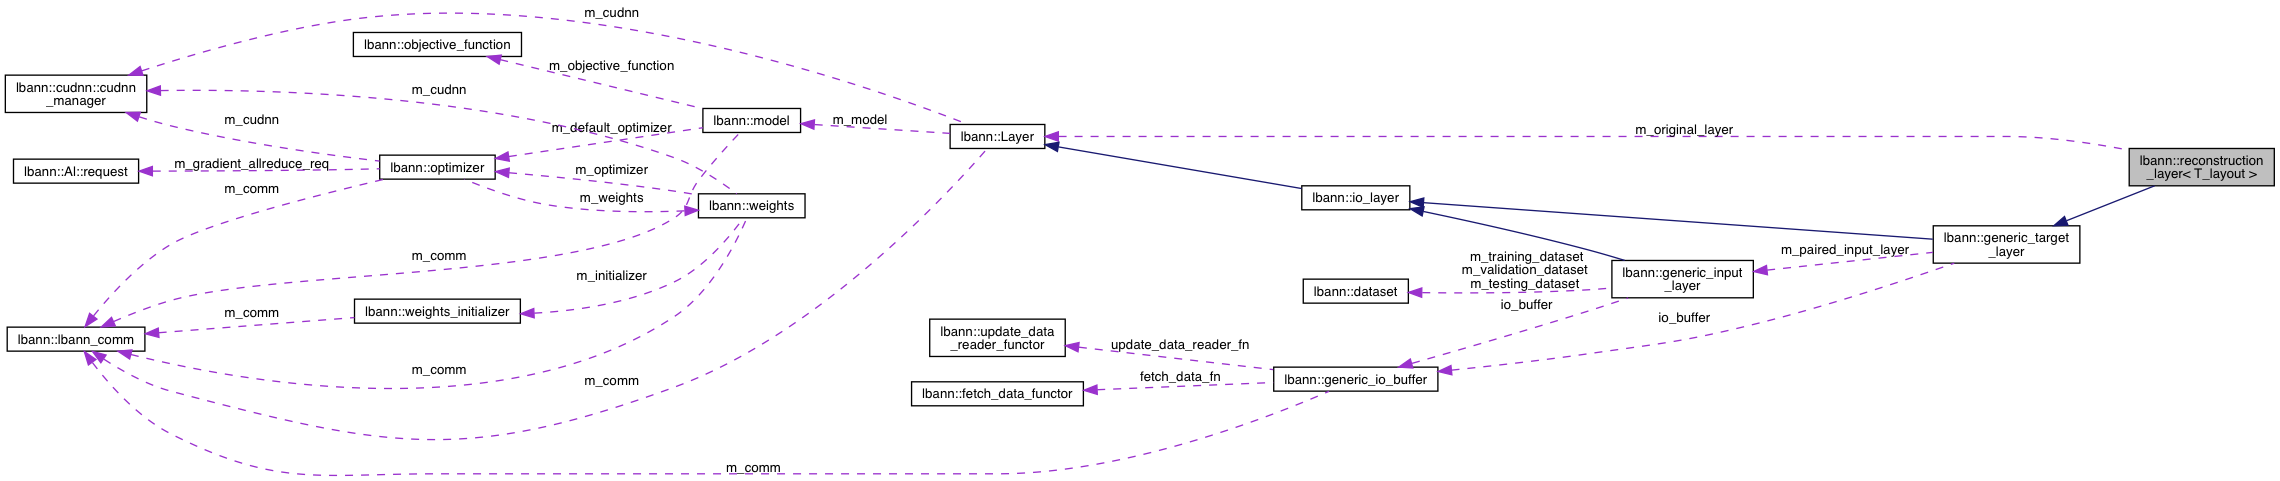 m_cudnn
lbann::objective_function
m_objective_function
lbann::cudnn::cudnn
_manager
m_cudnn
m_cudnn
lbann::model
m_default_optimizer
m_model
lbann::Layer
m_original_layer
lbann::reconstruction
_layer< T_layout >
lbann::Al::request
m_gradient_allreduce_req
lbann::optimizer
m_optimizer
m_comm
m_weights
lbann::weights
lbann::io_layer
lbann::generic_target
_layer
m_paired_input_layer
m_comm
m_initializer
lbann::dataset
m_training_dataset
m_validation_dataset
m_testing_dataset
lbann::generic_input
_layer
m_comm
lbann::weights_initializer
io_buffer
io_buffer
lbann::lbann_comm
lbann::update_data
_reader_functor
update_data_reader_fn
m_comm
m_comm
lbann::fetch_data_functor
fetch_data_fn
lbann::generic_io_buffer
m_comm